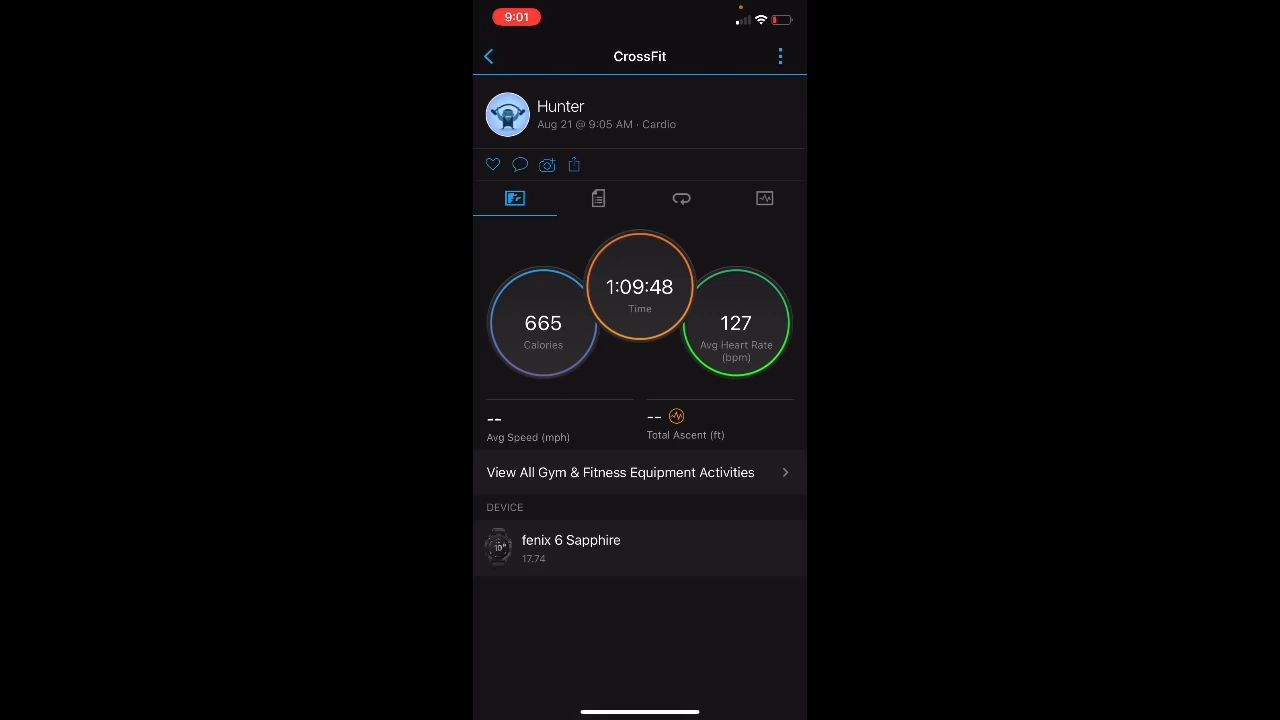 9:01
CrossFit
Hunter
Aug 21 @ 9:05 AM · Cardio
1:09:48
Time
665
Calories
127
Avg Heart Rate
(bpm)
--
Avg Speed (mph)
--
Total Ascent (ft)
View All Gym & Fitness Equipment Activities
DEVICE
10
fenix 6 Sapphire
17.74